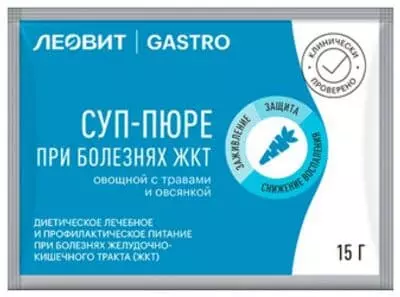 ЛЕОВИТ | GASTRO
КЛИНИЧЕСКИ
ПРОВЕРЕНО
СУП-ПЮРЕ
ПРИ БОЛЕЗНЯХ ЖКТ
овощной с травами
и овсянкой
ЗАЖИВЛЕНИЕ
ЗАЩИТА
СНИЖЕНИЕ ВОСПАЛЕНИЯ
ДИЕТИЧЕСКОЕ ЛЕЧЕБНОЕ
И ПРОФИЛАКТИЧЕСКОЕ ПИТАНИЕ
ПРИ БОЛЕЗНЯХ ЖЕЛУДОЧНО-
КИШЕЧНОГО ТРАКТА (ЖКТ)
15 Г